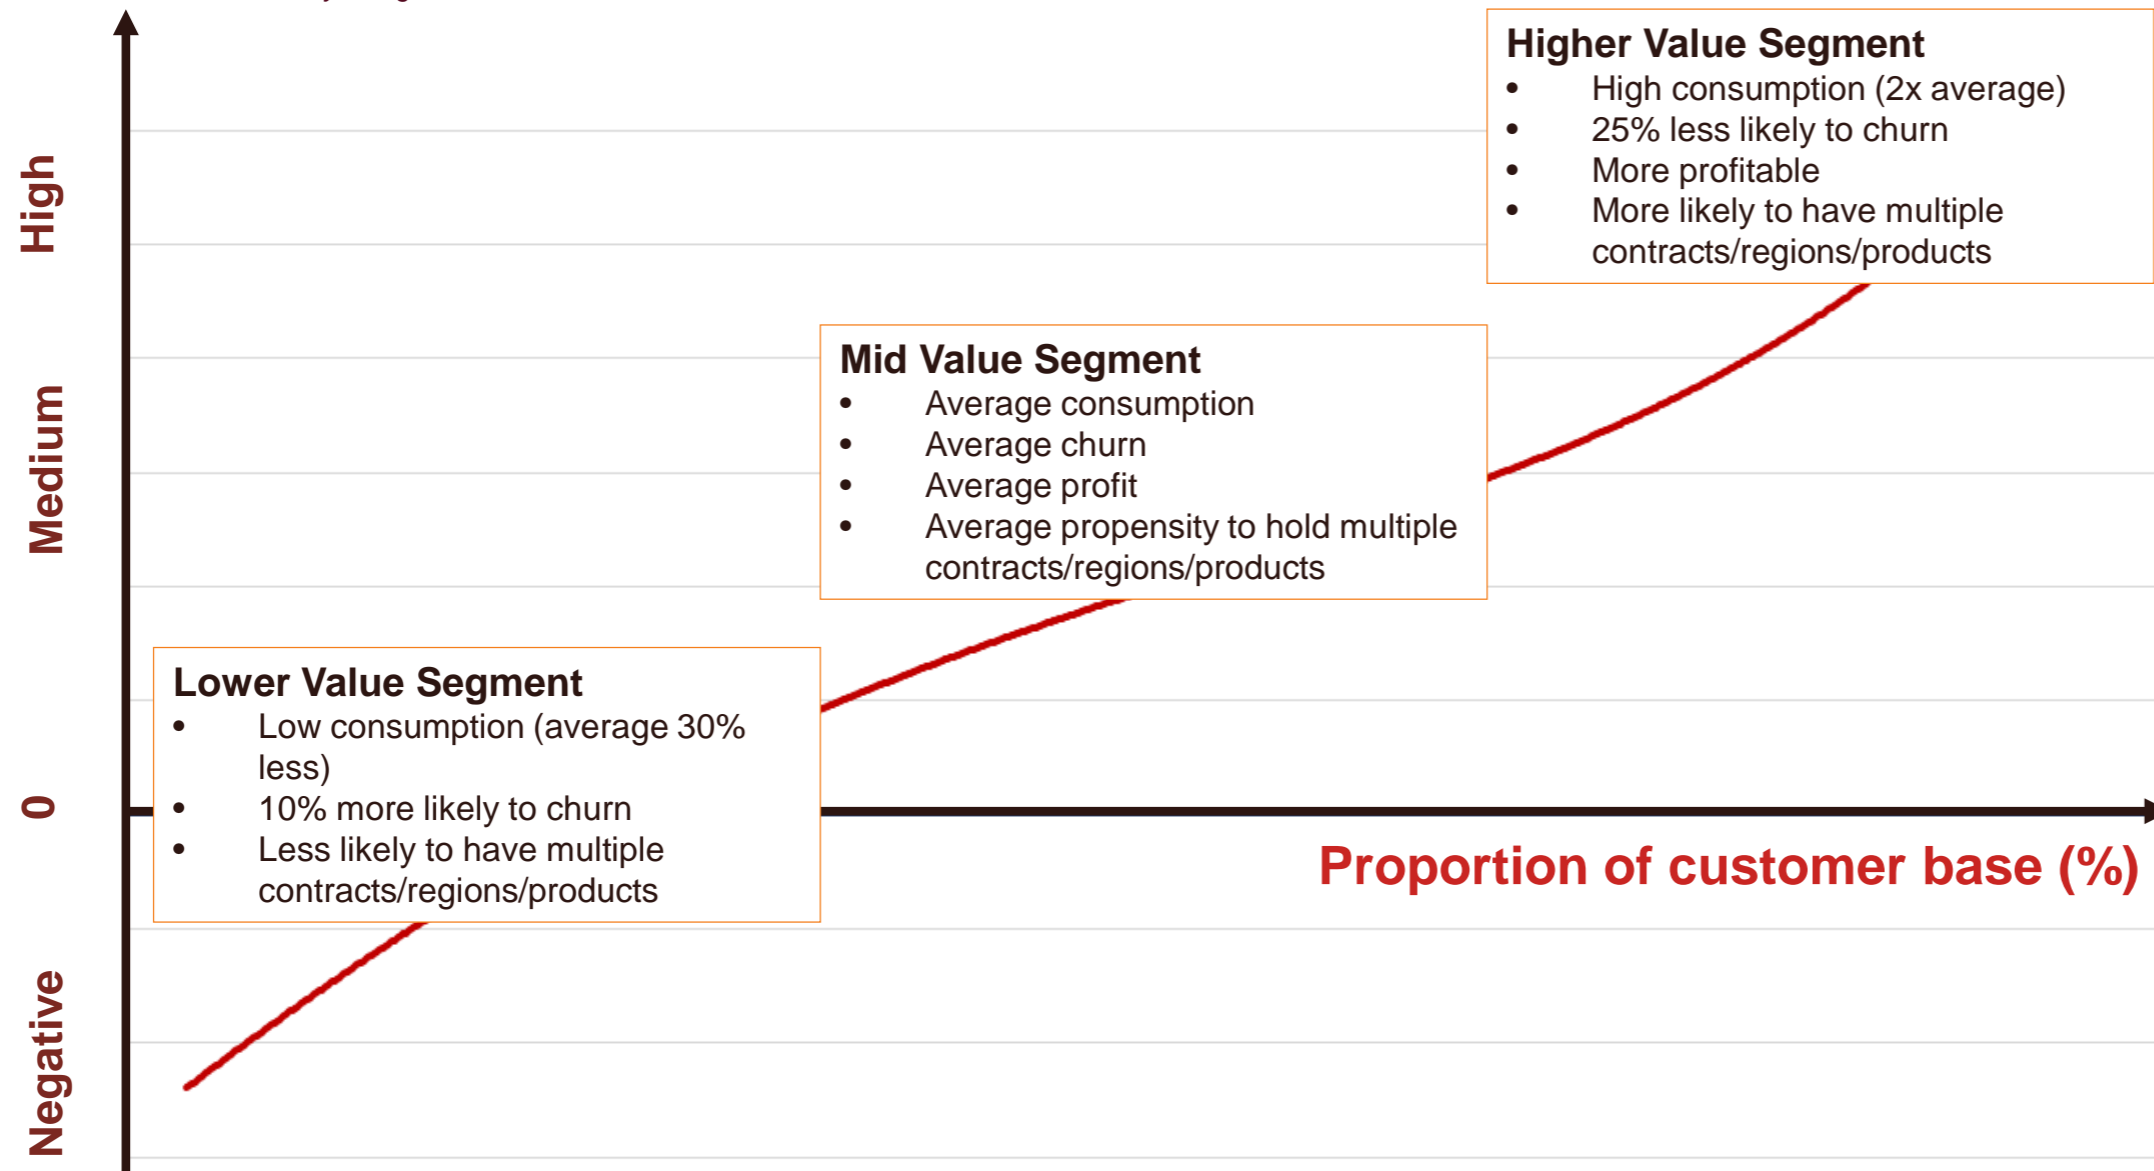 Higher Value Segment
• High consumption (2x average)
• 25% less likely to churn
• More profitable
• More likely to have multiple
contracts/regions/products
High
Mid Value Segment
• Average consumption
• Average churn
• Average profit
• Average propensity to hold multiple
contracts/regions/products
Medium
Lower Value Segment
• Low consumption (average 30%
less)
• 10% more likely to churn
• Less likely to have multiple
contracts/regions/products
0
Proportion of customer base (%)
Negative